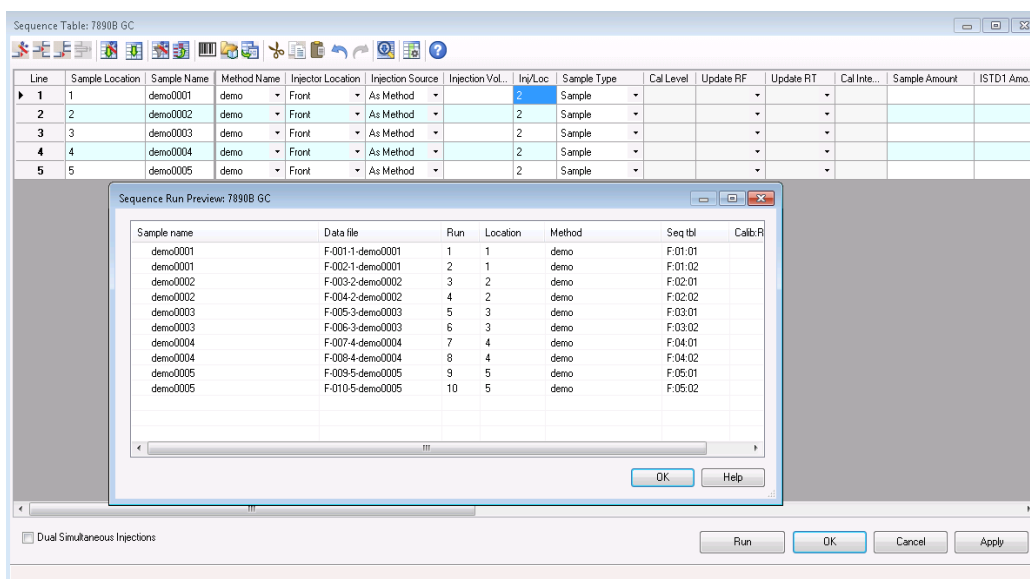 Sequence Table: 7890B GC
Line Sample Location Sample Name Method Name Injector Location Injection Source Injection Vol... Inj/Loc Sample Type Cal Level Update RF Update RT Cal Inte... Sample Amount ISTD1 Amo.
1 1 demo0001 demo Front As Method 2 Sample
2 2 demo0002 demo Front As Method 2 Sample
3 3 demo0003 demo Front As Method 2 Sample
4 4 demo0004 demo Front As Method 2 Sample
5 5 demo0005 demo Front As Method 2 Sample
Sequence Run Preview: 7890B GC
Sample name Data file Run Location Method Seq tbl Calib:R
demo0001 F-001-1-demo0001 1 1 demo F:01:01
demo0001 F-002-1-demo0001 2 1 demo F:01:02
demo0002 F-003-2-demo0002 3 2 demo F:02:01
demo0002 F-004-2-demo0002 4 2 demo F:02:02
demo0003 F-005-3-demo0003 5 3 demo F:03:01
demo0003 F-006-3-demo0003 6 3 demo F:03:02
demo0004 F-007-4-demo0004 7 4 demo F:04:01
demo0004 F-008-4-demo0004 8 4 demo F:04:02
demo0005 F-009-5-demo0005 9 5 demo F:05:01
demo0005 F-010-5-demo0005 10 5 demo F:05:02
OK Help
Dual Simultaneous Injections
Run OK Cancel Apply